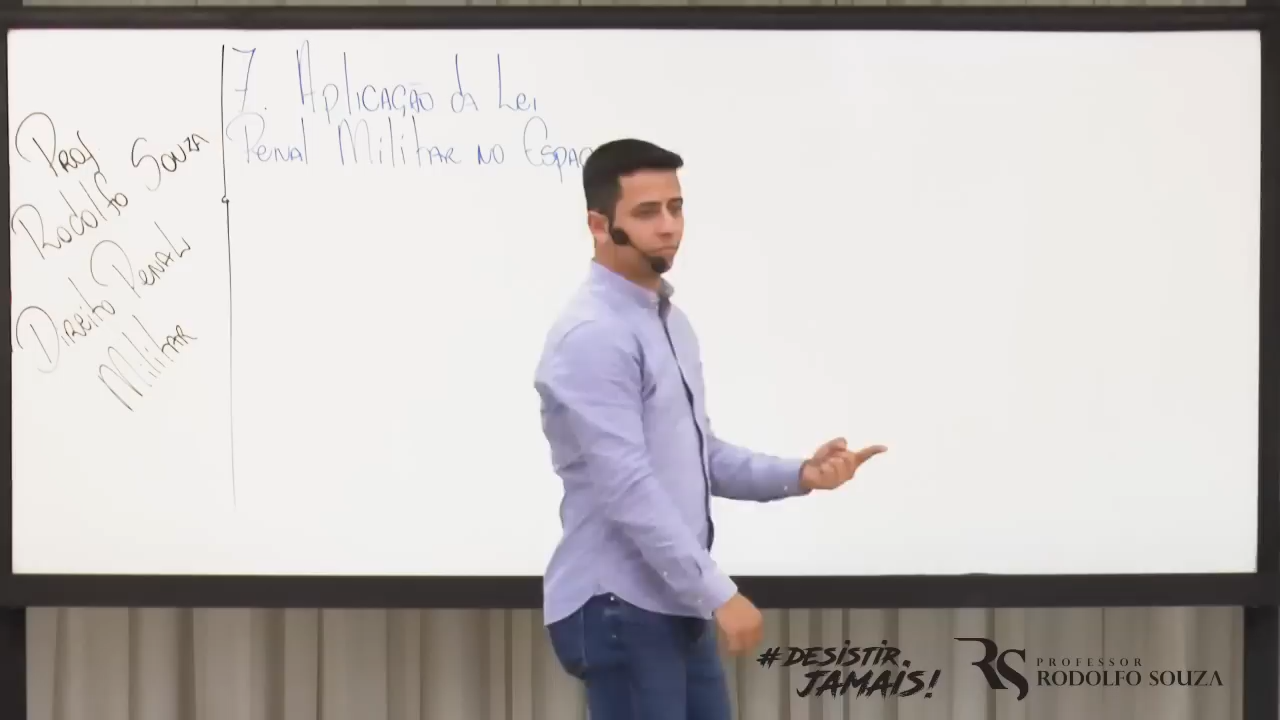 Prof
Rodolfo Souza
Direito Penal
Militar
7. Aplicação da Lei
Penal Militar no Espaç
#DESISTIR
JAMAIS!
RS
PROFESSOR
RODOLFO SOUZA